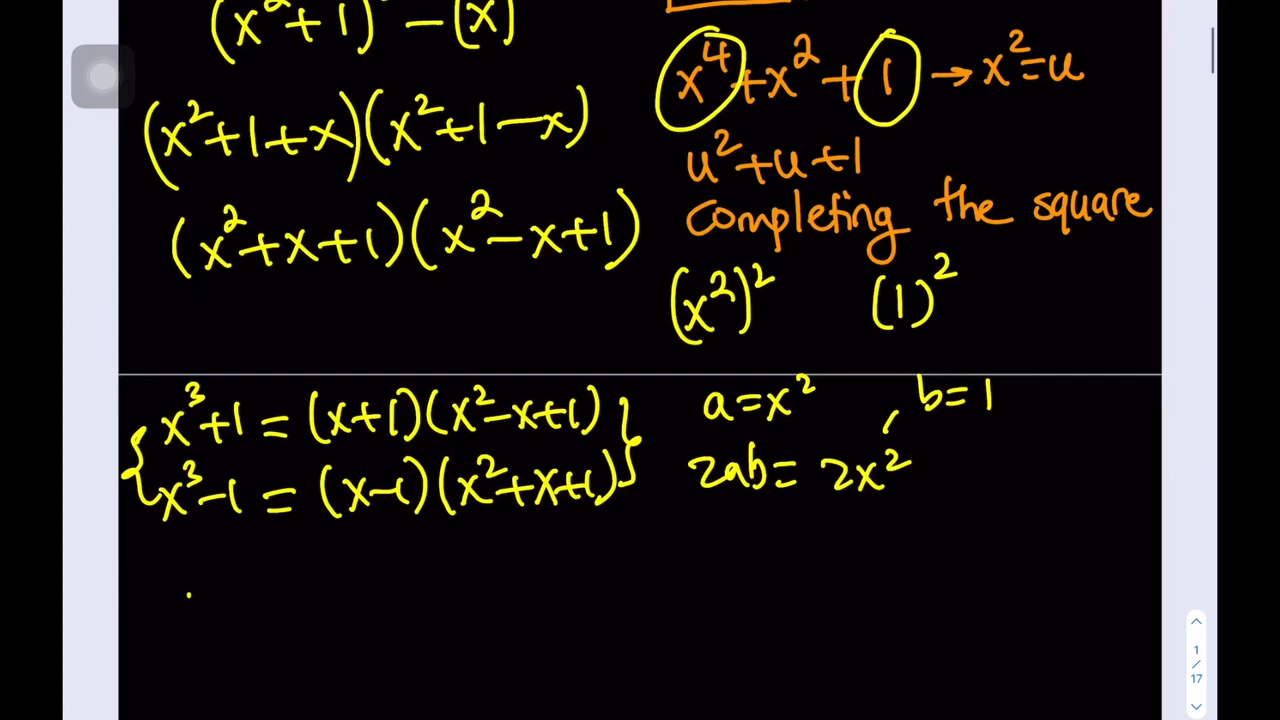 (x²+1)² − (x)
(x²+1+x)(x²+1−x)
(x²+x+1)(x²−x+1)
x⁴+x²+1 → x²=u
u²+u+1
Completing the square
(x²)² (1)²
x³+1 = (x+1)(x²−x+1)
x³−1 = (x−1)(x²+x+1)
a=x² , b=1
2ab= 2x²
1
/
17